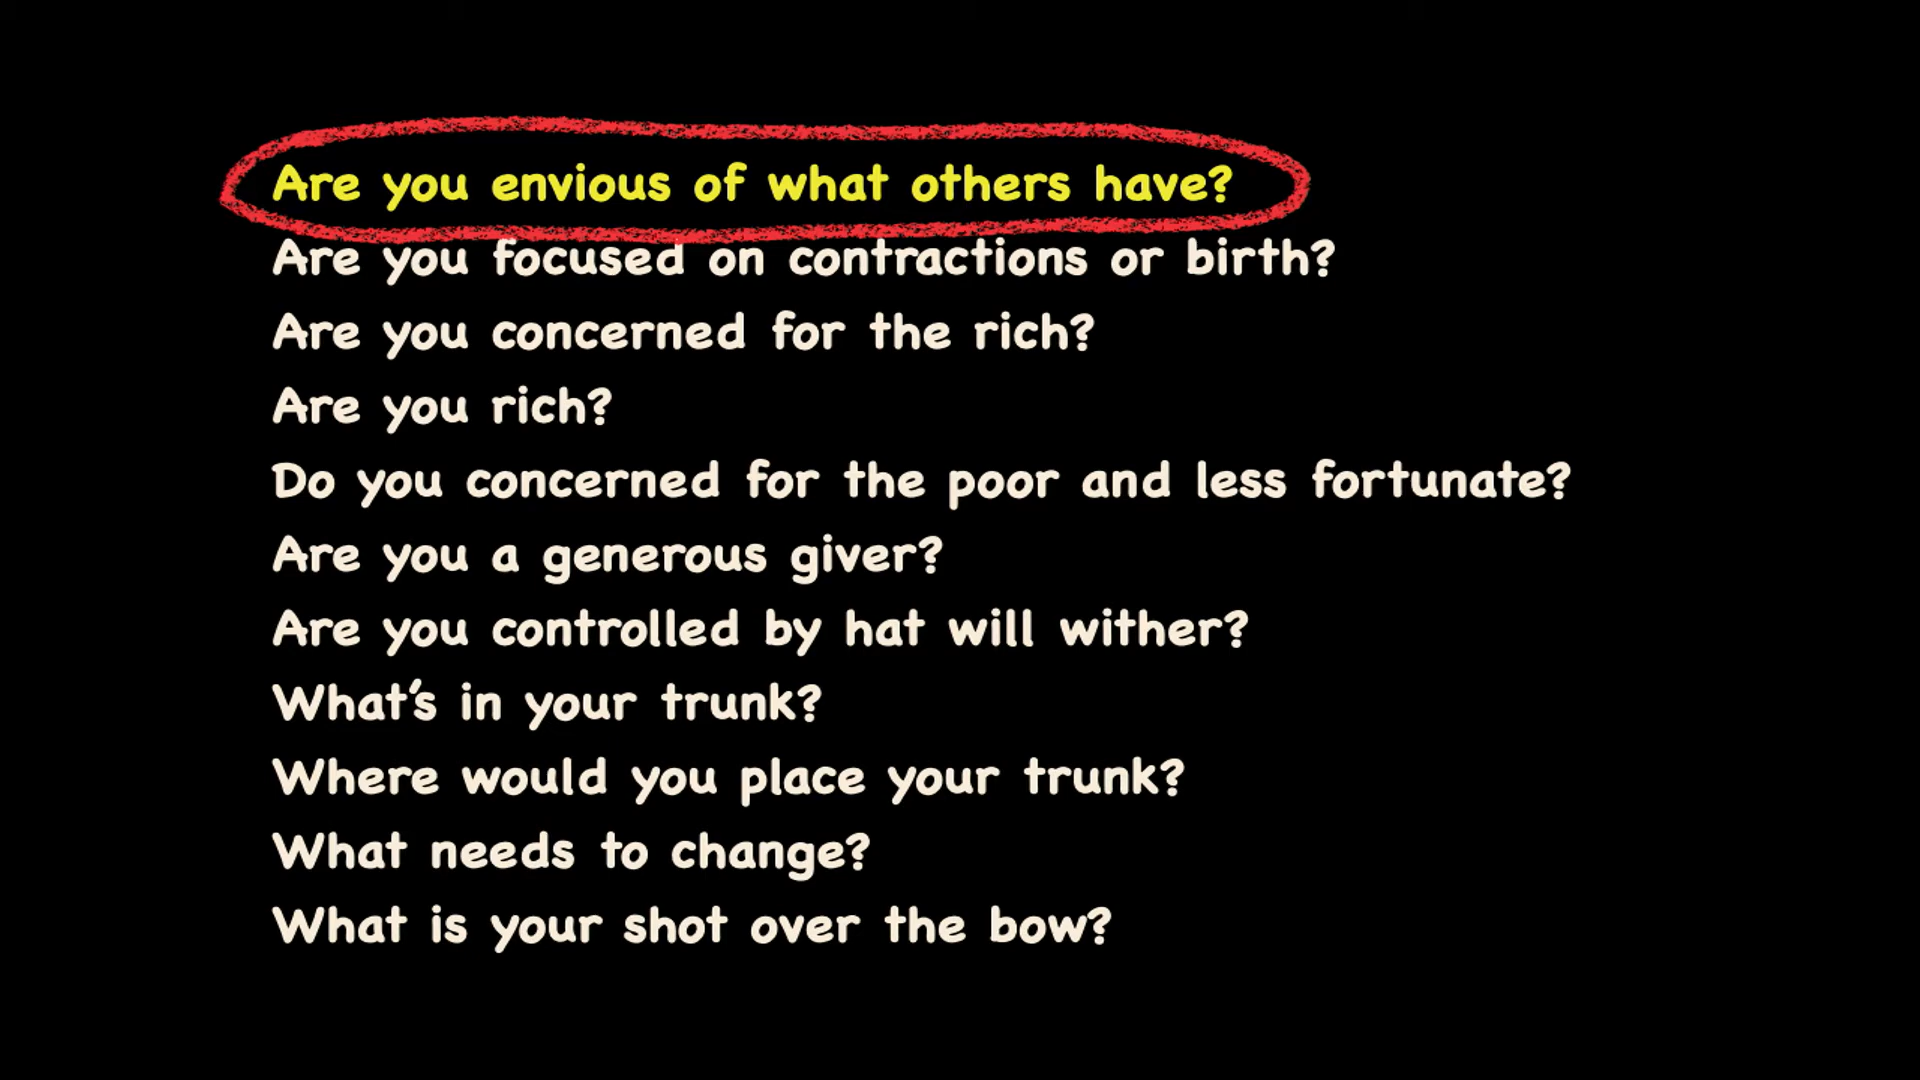 Are you envious of what others have?
Are you focused on contractions or birth?
Are you concerned for the rich?
Are you rich?
Do you concerned for the poor and less fortunate?
Are you a generous giver?
Are you controlled by hat will wither?
What's in your trunk?
Where would you place your trunk?
What needs to change?
What is your shot over the bow?